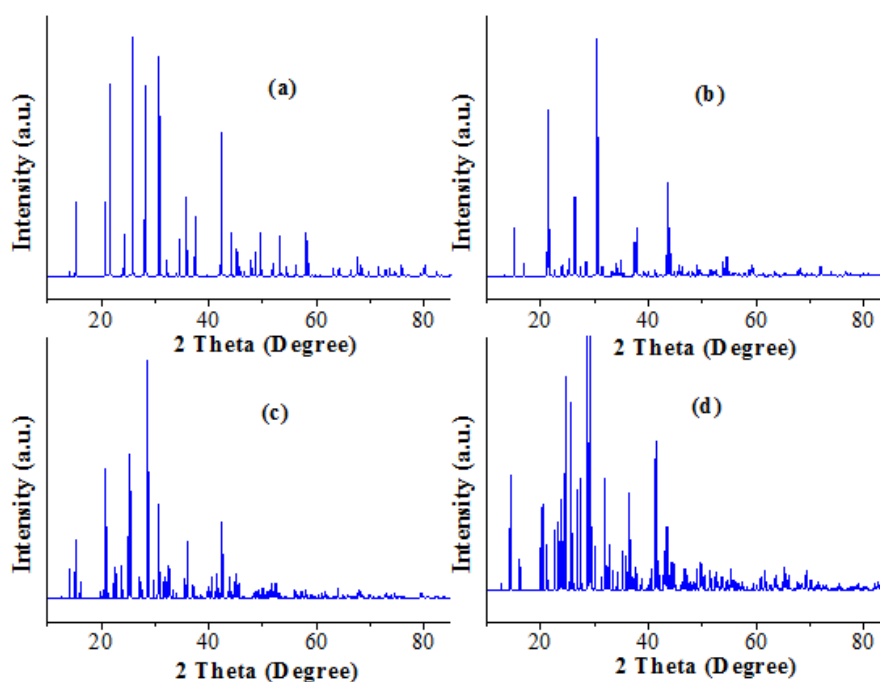 Intensity (a.u.)
(a)
20 40 60 80
2 Theta (Degree)
Intensity (a.u.)
(b)
20 40 60 80
2 Theta (Degree)
Intensity (a.u.)
(c)
20 40 60 80
2 Theta (Degree)
Intensity (a.u.)
(d)
20 40 60 80
2 Theta (Degree)